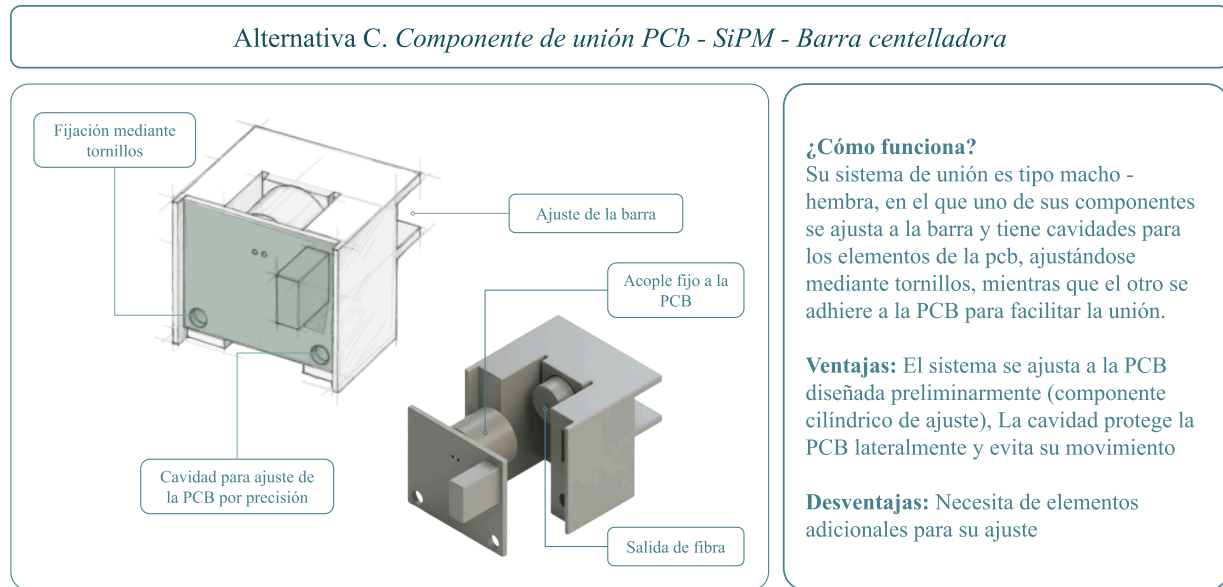 Alternativa C. Componente de unión PCb - SiPM - Barra centelladora
Fijación mediante
tornillos
Ajuste de la barra
Acople fijo a la
PCB
Cavidad para ajuste de
la PCB por precisión
Salida de fibra
¿Cómo funciona?
Su sistema de unión es tipo macho -
hembra, en el que uno de sus componentes
se ajusta a la barra y tiene cavidades para
los elementos de la pcb, ajustándose
mediante tornillos, mientras que el otro se
adhiere a la PCB para facilitar la unión.
Ventajas: El sistema se ajusta a la PCB
diseñada preliminarmente (componente
cilíndrico de ajuste), La cavidad protege la
PCB lateralmente y evita su movimiento
Desventajas: Necesita de elementos
adicionales para su ajuste